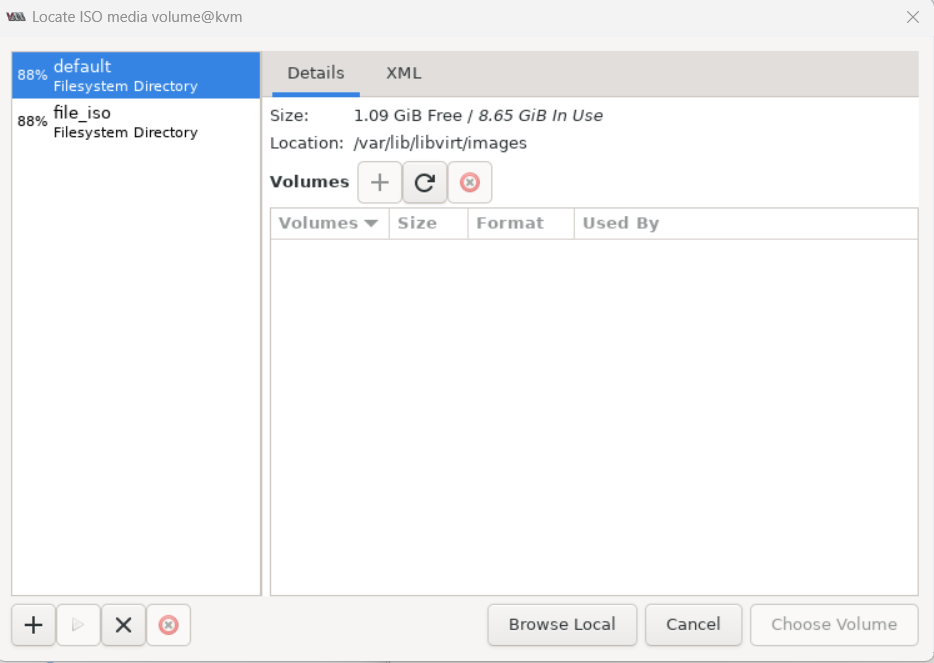 Locate ISO media volume@kvm
88% default
Filesystem Directory
88% file_iso
Filesystem Directory
Details XML
Size: 1.09 GiB Free / 8.65 GiB In Use
Location: /var/lib/libvirt/images
Volumes
Volumes Size Format Used By
Browse Local Cancel Choose Volume